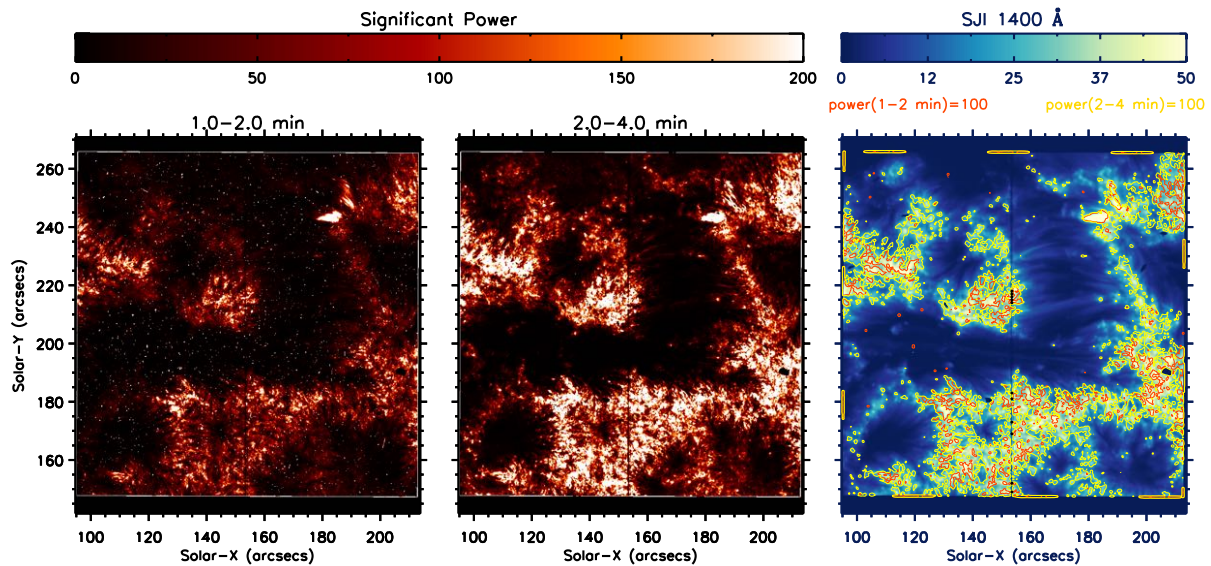 Significant Power
SJI 1400 Å
0 50 100 150 200
0 12 25 37 50
power(1-2 min)=100 power(2-4 min)=100
1.0-2.0 min
2.0-4.0 min
260
240
220
200
180
160
Solar-Y (arcsecs)
100 120 140 160 180 200
100 120 140 160 180 200
100 120 140 160 180 200
Solar-X (arcsecs)
Solar-X (arcsecs)
Solar-X (arcsecs)